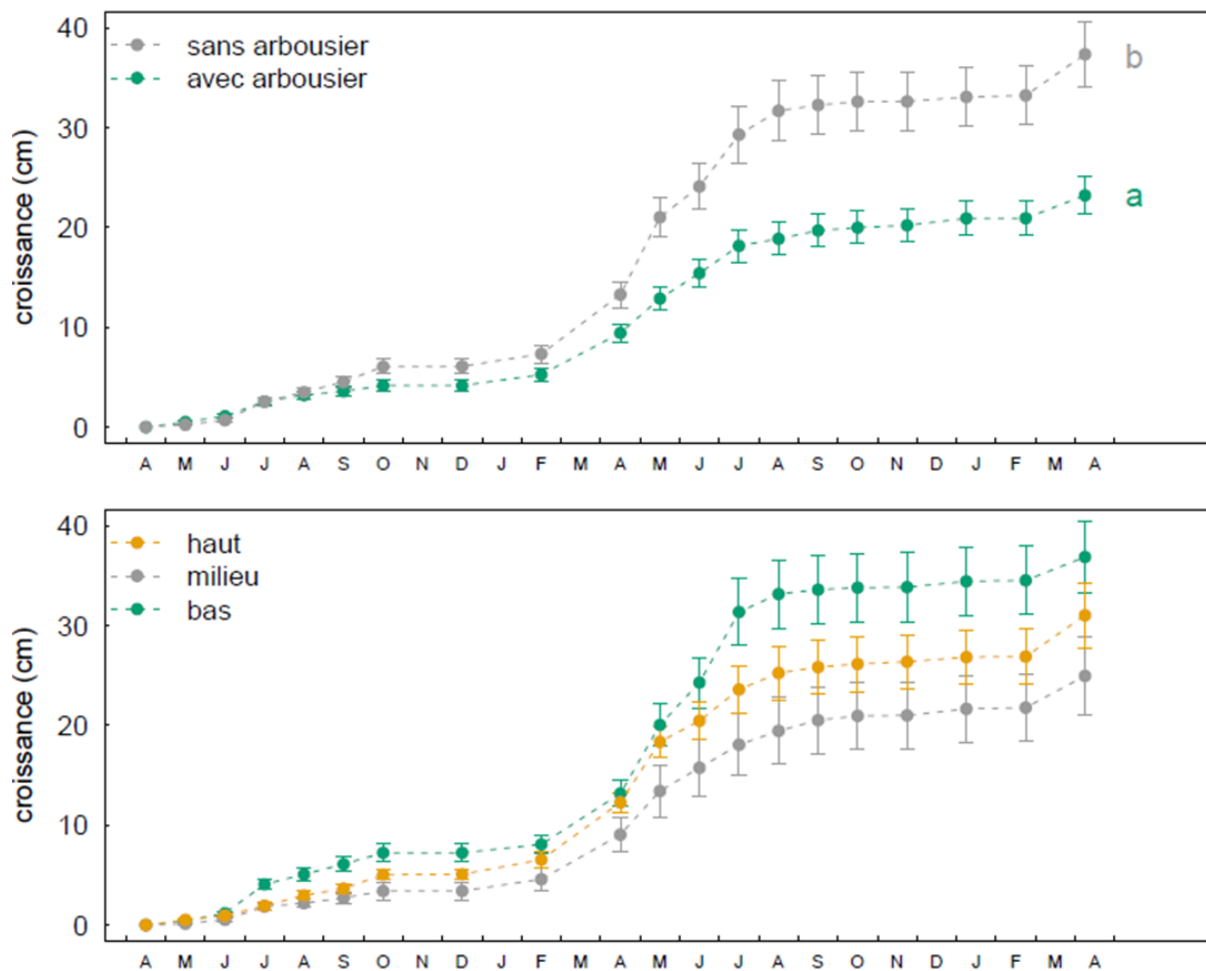 40
30
20
10
0
croissance (cm)
sans arbousier
avec arbousier
b
a
A M J J A S O N D J F M A M J J A S O N D J F M A
40
30
20
10
0
croissance (cm)
haut
milieu
bas
A M J J A S O N D J F M A M J J A S O N D J F M A